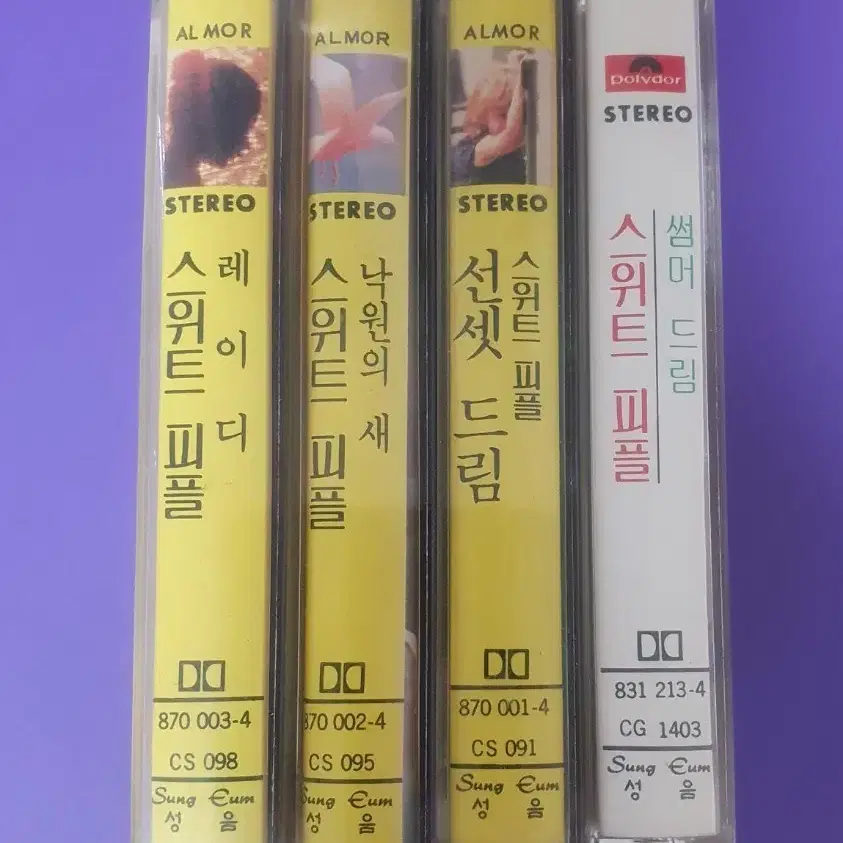 ALMOR
STEREO
레이디
스위트 피플
870 003-4
CS 098
Sung Eum
성 음
ALMOR
STEREO
낙원의 새
스위트 피플
870 002-4
CS 095
Sung Eum
성 음
ALMOR
STEREO
스위트 피플
선셋 드림
870 001-4
CS 091
Sung Eum
성 음
polydor
STEREO
썸머 드림
스위트 피플
831 213-4
CG 1403
Sung Eum
성 음